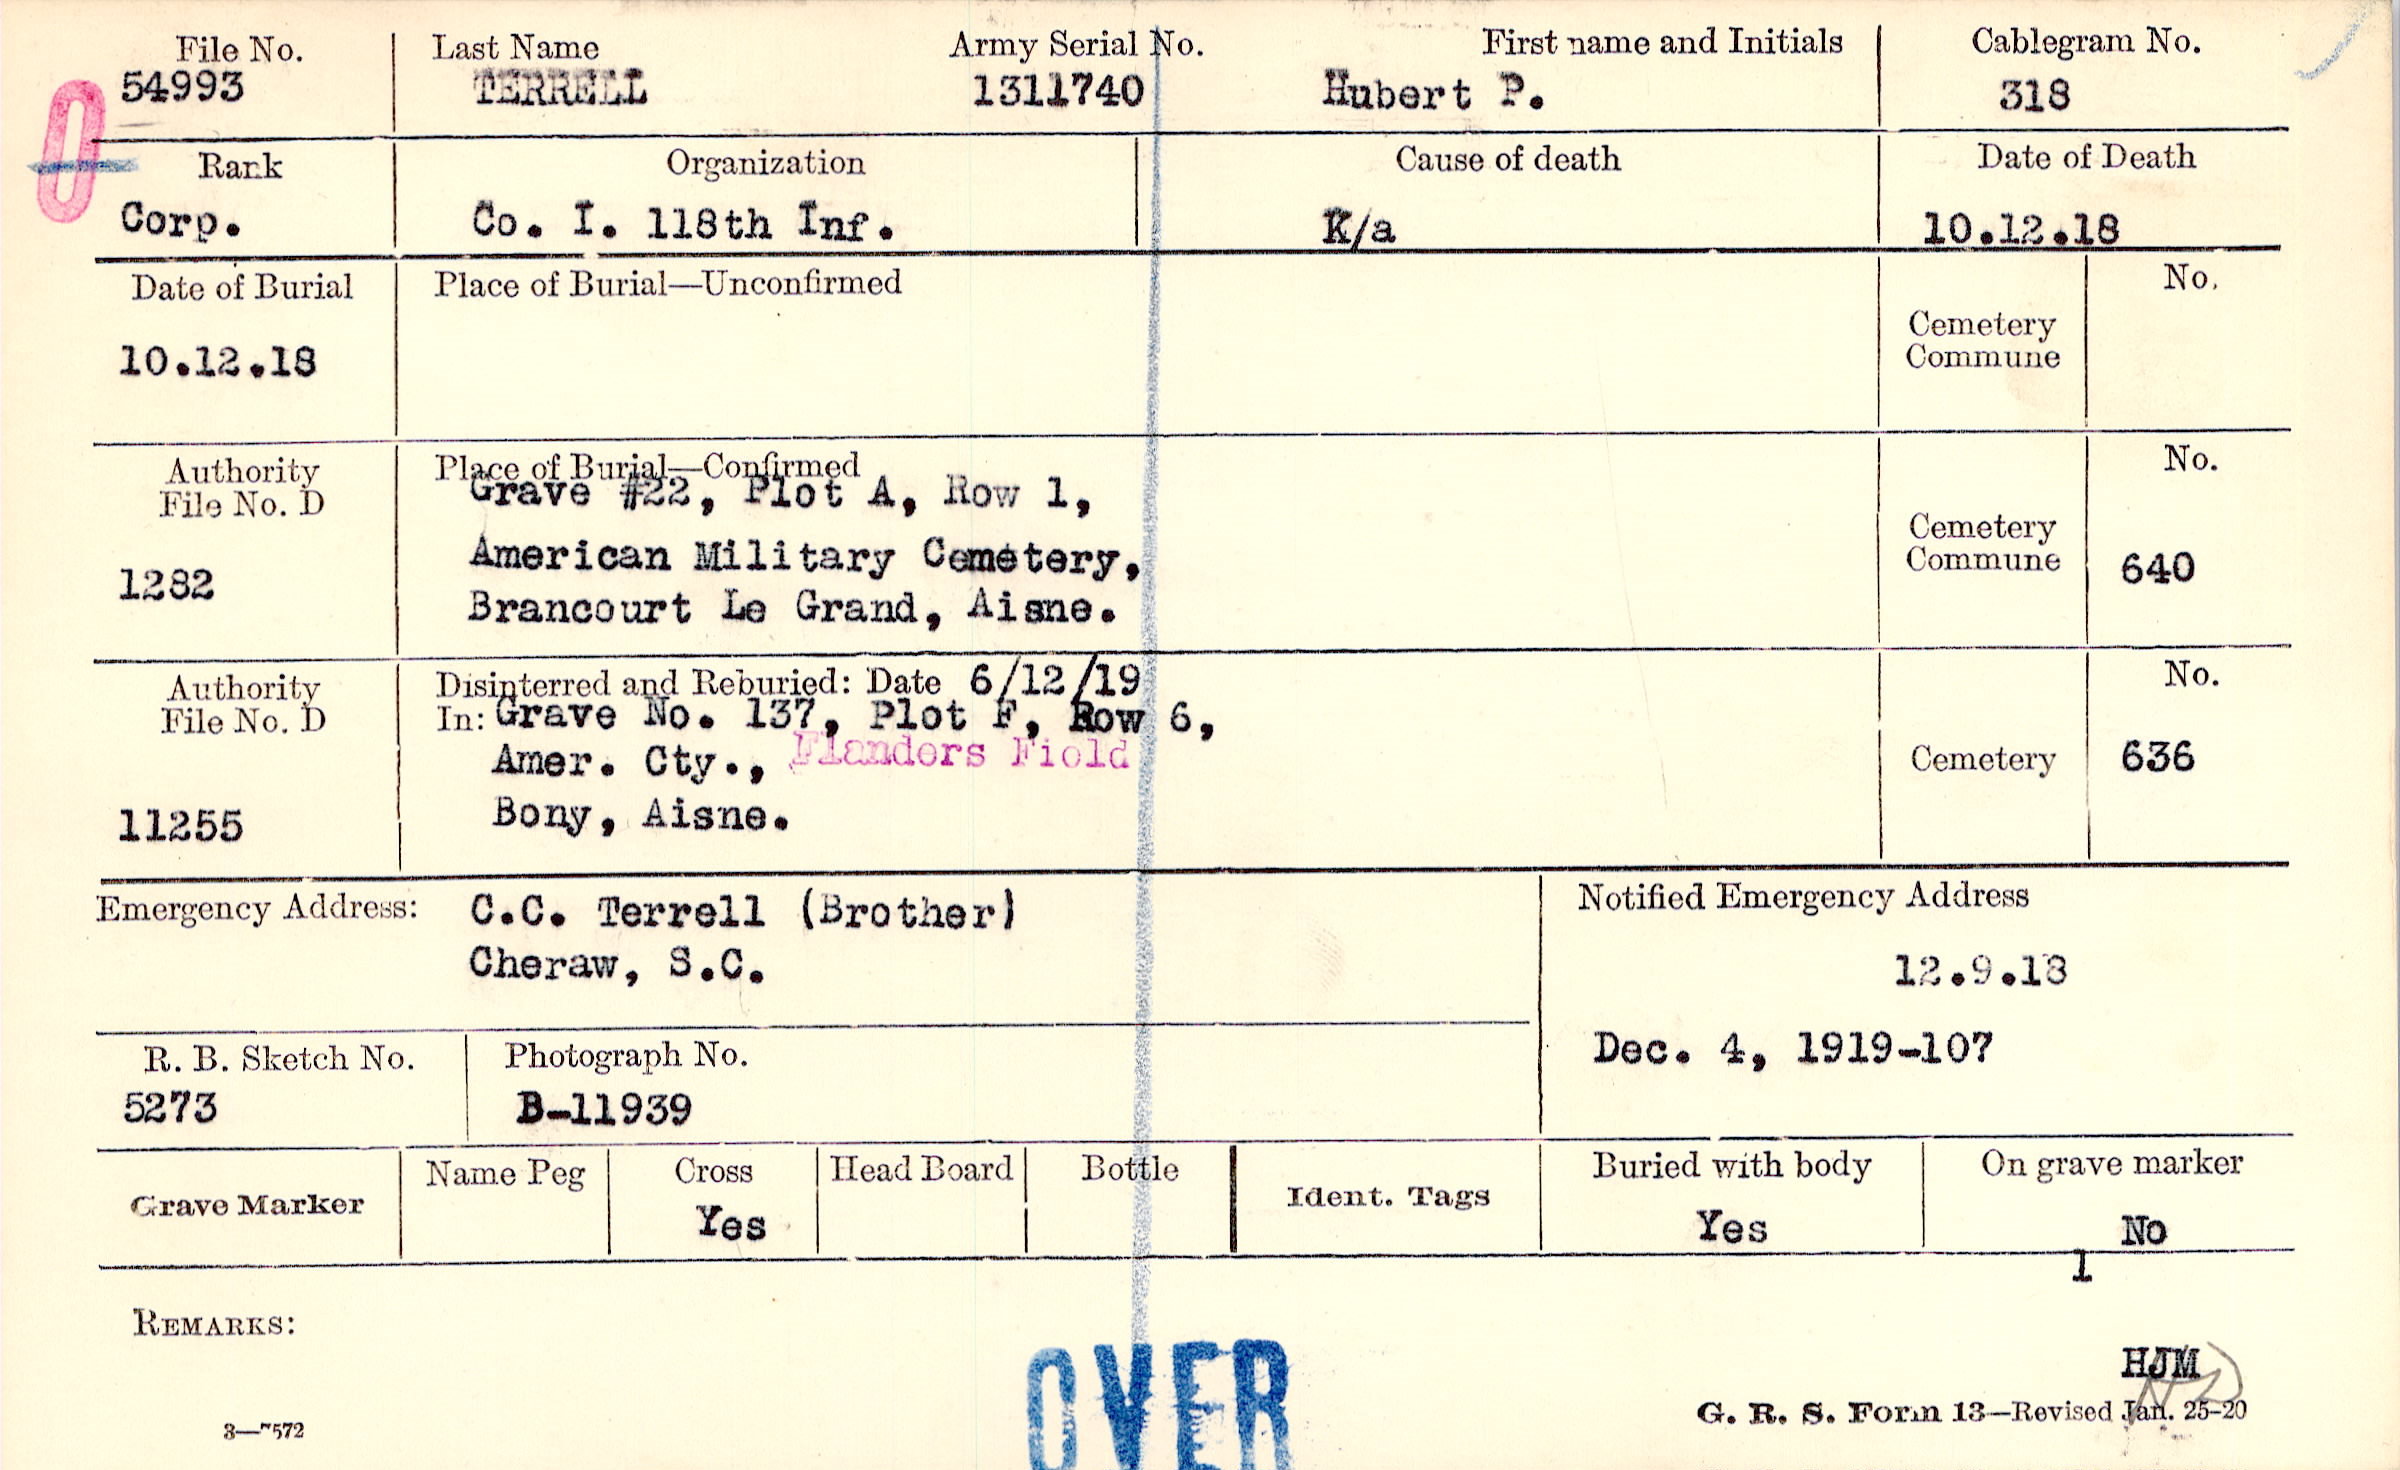 File No. Last Name Army Serial No. First name and Initials Cablegram No.
54993 TERRELL 1311740 Hubert P. 318
Rank Organization Cause of death Date of Death
Corp. Co. I. 118th Inf. K/a 10.12.18
Date of Burial Place of Burial—Unconfirmed No.
Cemetery
Commune
10.12.18
Authority Place of Burial—Confirmed No.
File No. D Grave #22, Plot A, Row 1,
American Military Cemetery, Cemetery
1282 Commune 640
Brancourt Le Grand, Aisne.
Authority Disinterred and Reburied: Date 6/12/19 No.
File No. D In: Grave No. 137, Plot F, Row 6,
Amer. Cty., Flanders Field Cemetery 636
11255 Bony, Aisne.
Emergency Address: C.C. Terrell (Brother) Notified Emergency Address
Cheraw, S.C. 12.9.18
R. B. Sketch No. Photograph No. Dec. 4, 1919-107
5273 B-11939
Grave Marker Name Peg Cross Head Board Bottle Ident. Tags Buried with body On grave marker
Yes Yes No
1
REMARKS:
OVER
HJM
G. R. S. Form 13—Revised Jan. 25-20
3—7572